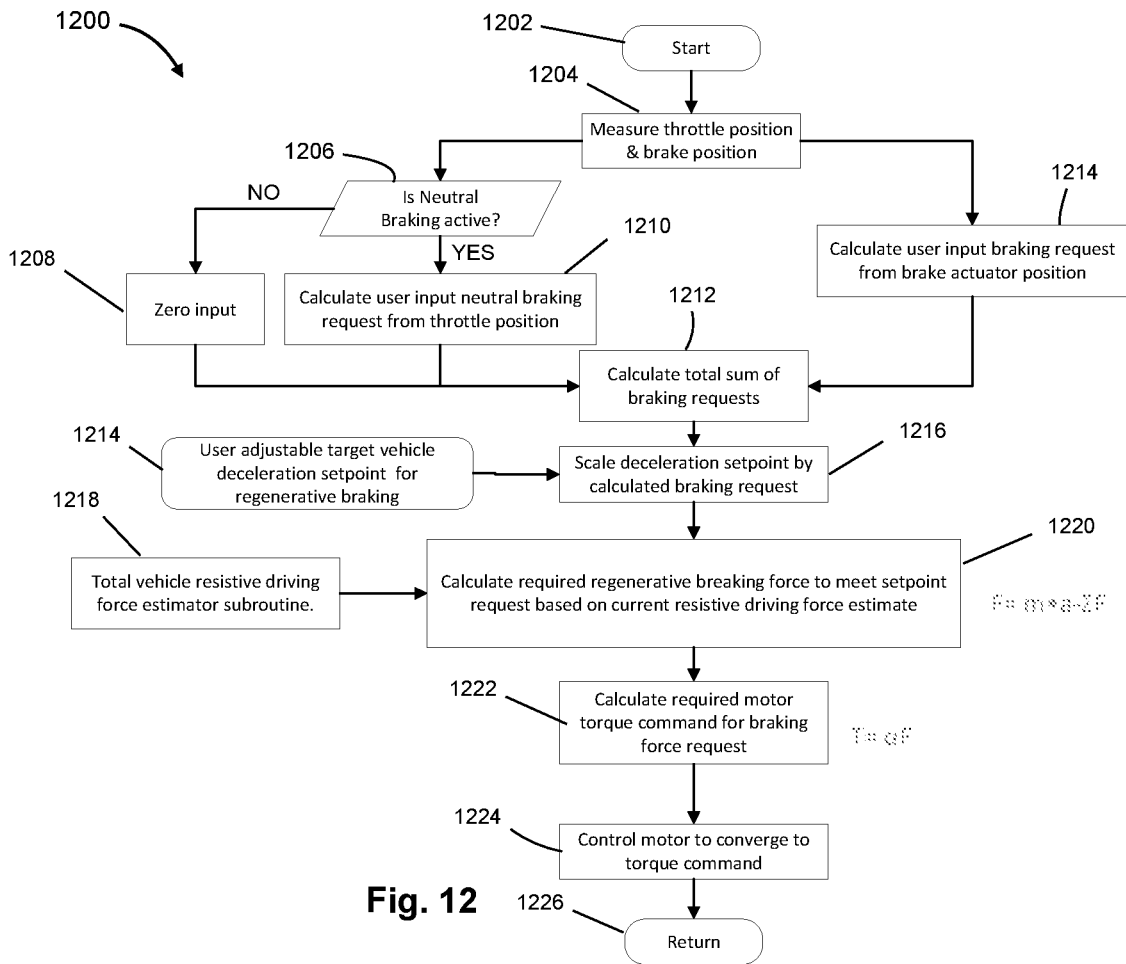 1200
1202
Start
1204
Measure throttle position
& brake position
1206
Is Neutral
Braking active?
NO
YES
1208
Zero input
1210
Calculate user input neutral braking
request from throttle position
1214
Calculate user input braking request
from brake actuator position
1212
Calculate total sum of
braking requests
1214
User adjustable target vehicle
deceleration setpoint for
regenerative braking
1216
Scale deceleration setpoint by
calculated braking request
1218
Total vehicle resistive driving
force estimator subroutine.
1220
Calculate required regenerative breaking force to meet setpoint
request based on current resistive driving force estimate
F= m*a-ΣF
1222
Calculate required motor
torque command for braking
force request
1224
Control motor to converge to
torque command
Fig. 12
1226
Return